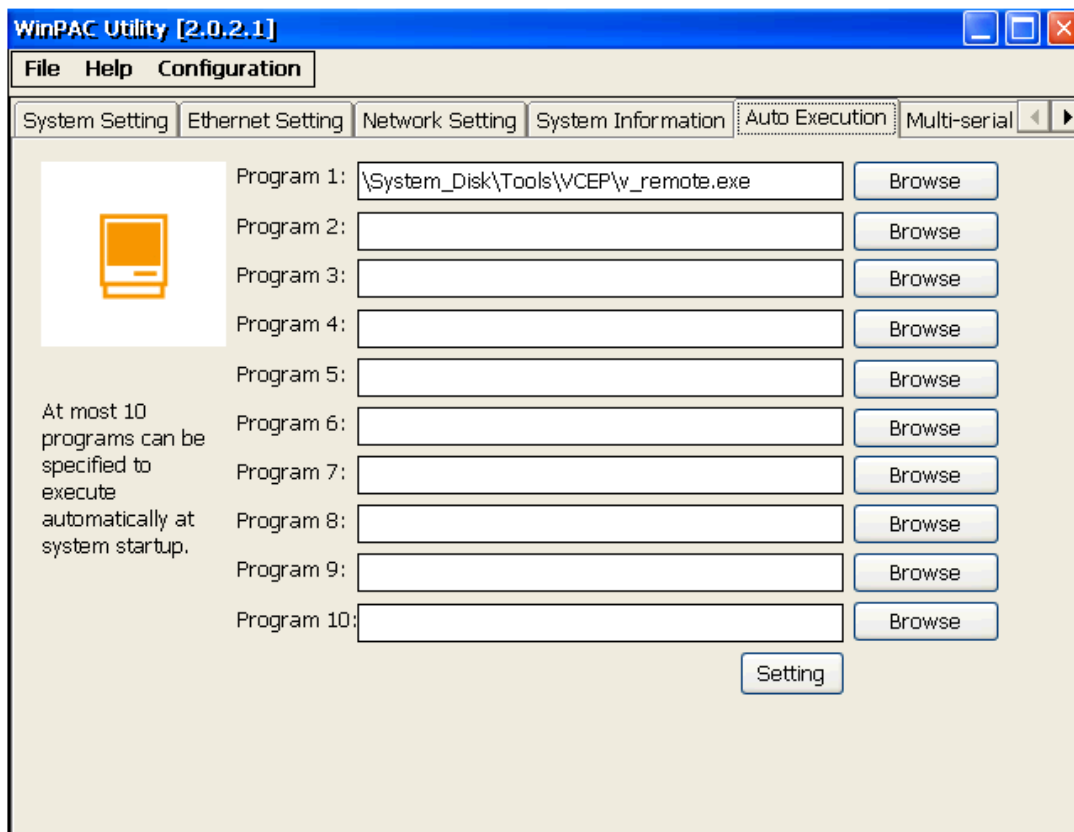 WinPAC Utility [2.0.2.1]
File Help Configuration
System Setting Ethernet Setting Network Setting System Information Auto Execution Multi-serial
Program 1: \System_Disk\Tools\VCEP\v_remote.exe Browse
Program 2: Browse
Program 3: Browse
Program 4: Browse
Program 5: Browse
Program 6: Browse
Program 7: Browse
Program 8: Browse
Program 9: Browse
Program 10: Browse
At most 10
programs can be
specified to
execute
automatically at
system startup.
Setting